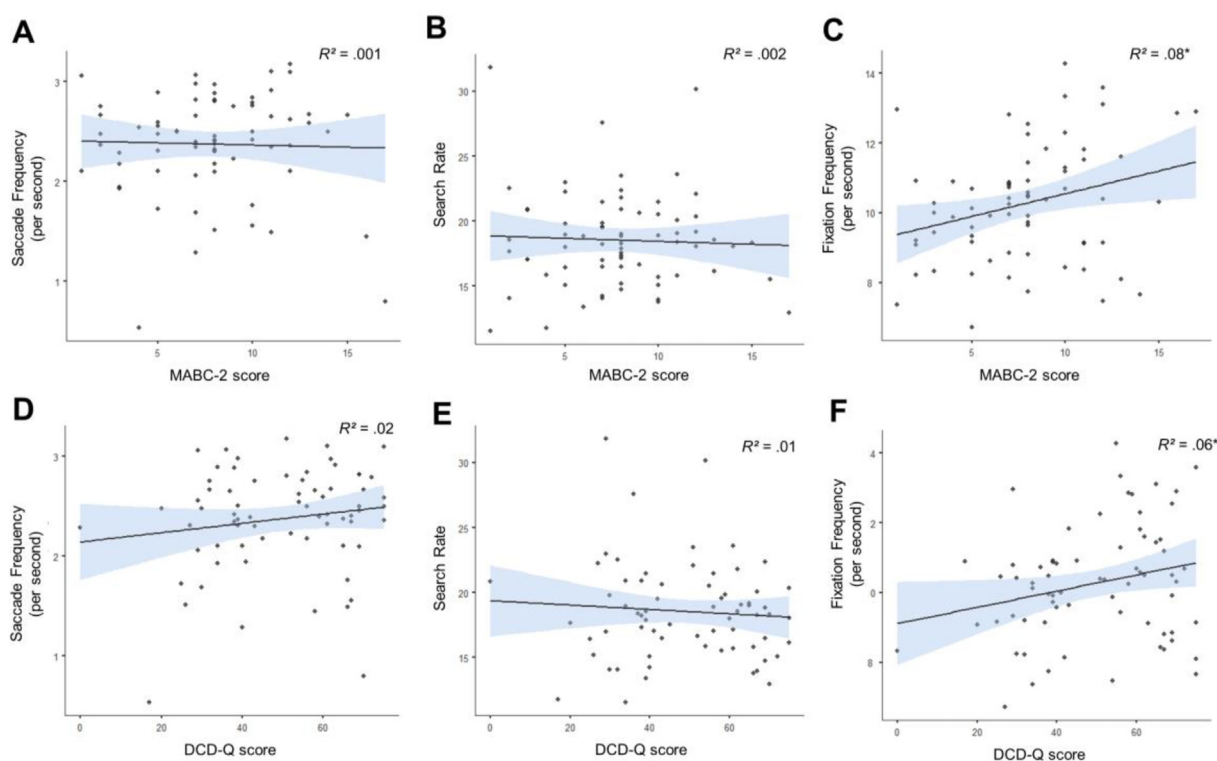 A
R² = .001
3
2
1
Saccade Frequency
(per second)
5
10
15
MABC-2 score
B
R² = .002
30
25
20
15
Search Rate
5
10
15
MABC-2 score
C
R² = .08*
14
12
10
8
Fixation Frequency
(per second)
5
10
15
MABC-2 score
D
R² = .02
3
2
1
Saccade Frequency
(per second)
0
20
40
60
DCD-Q score
E
R² = .01
30
25
20
15
Search Rate
0
20
40
60
DCD-Q score
F
R² = .06*
4
2
0
8
Fixation Frequency
(per second)
0
20
40
60
DCD-Q score